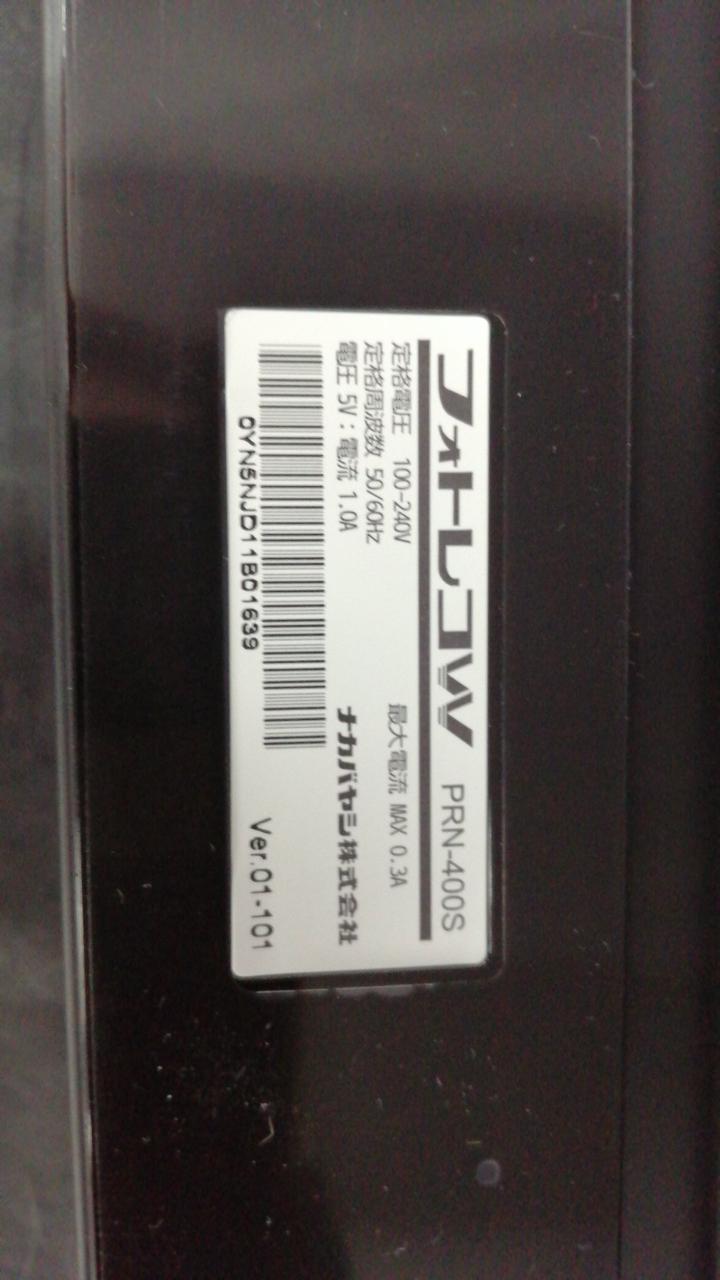 フォトレコW PRN-400S
定格電圧 100-240V 最大電流 MAX 0.3A
定格周波数 50/60Hz
電圧 5V：電流 1.0A ナカバヤシ株式会社
0YN5NJD11B01639 Ver.01-101